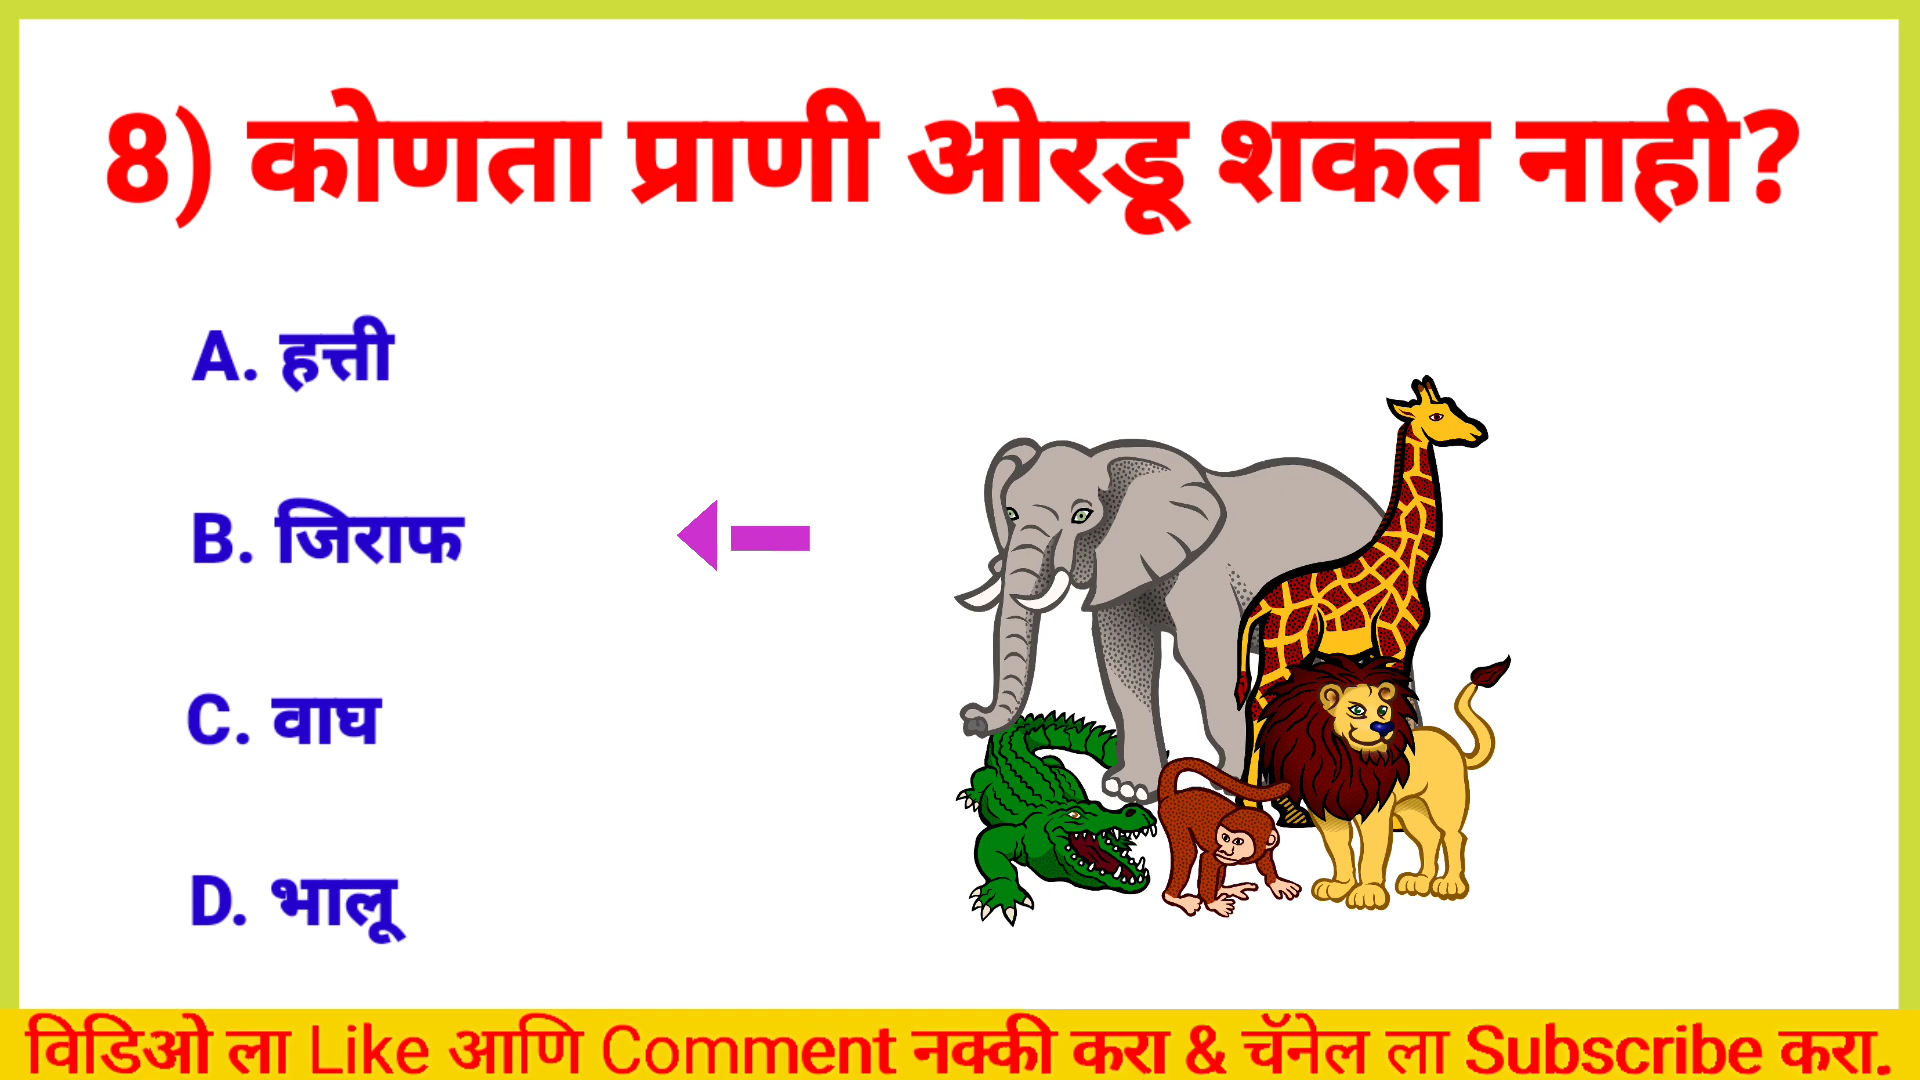 8) कोणता प्राणी ओरडू शकत नाही?
A. हत्ती
B. जिराफ
C. वाघ
D. भालू
विडिओ ला Like आणि Comment नक्की करा & चॅनेल ला Subscribe करा.